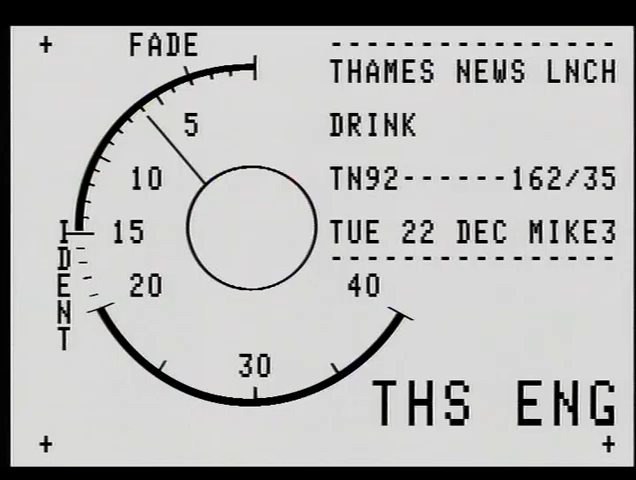 FADE
THAMES NEWS LNCH
DRINK
TN92------162/35
TUE 22 DEC MIKE3
5
10
15
20
30
40
IDENT
THS ENG